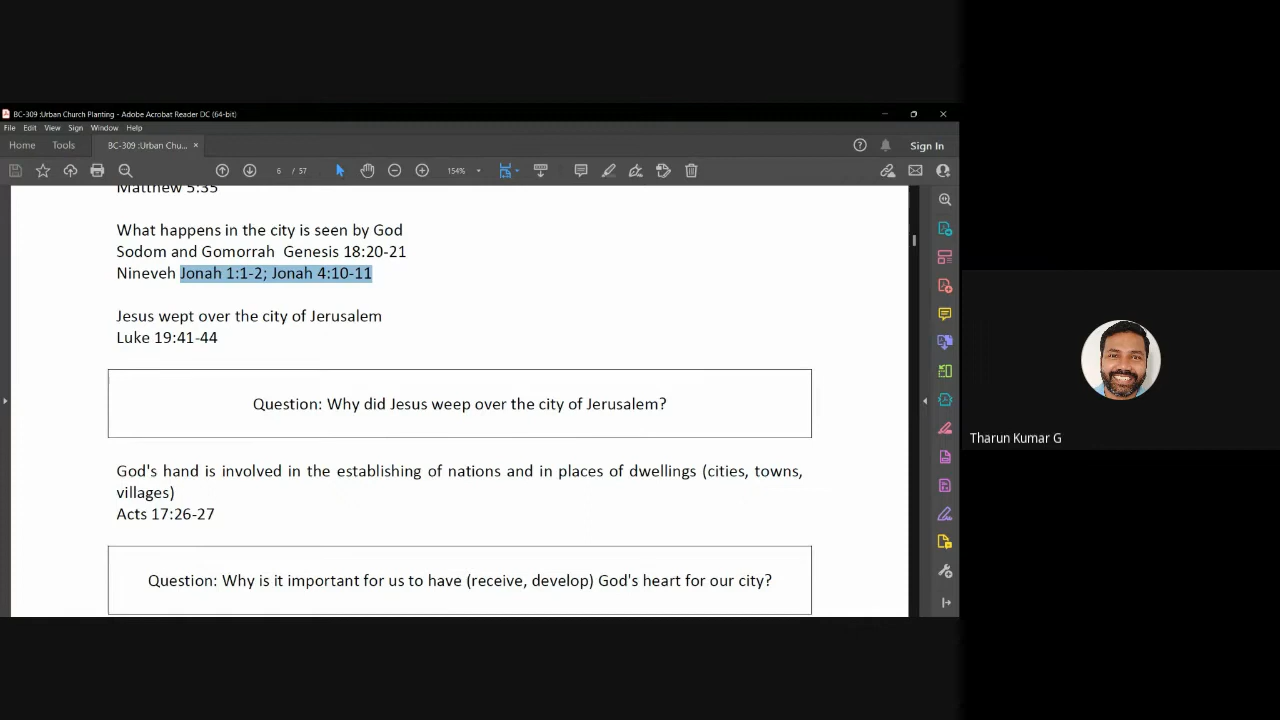 BC-309 :Urban Church Planting - Adobe Acrobat Reader DC (64-bit)
File Edit View Sign Window Help
Home Tools BC-309 :Urban Chu... × Sign In
6 / 57 154%
Matthew 5:35
What happens in the city is seen by God
Sodom and Gomorrah Genesis 18:20-21
Nineveh Jonah 1:1-2; Jonah 4:10-11
Jesus wept over the city of Jerusalem
Luke 19:41-44
Question: Why did Jesus weep over the city of Jerusalem?
God's hand is involved in the establishing of nations and in places of dwellings (cities, towns,
villages)
Acts 17:26-27
Question: Why is it important for us to have (receive, develop) God's heart for our city?
Tharun Kumar G